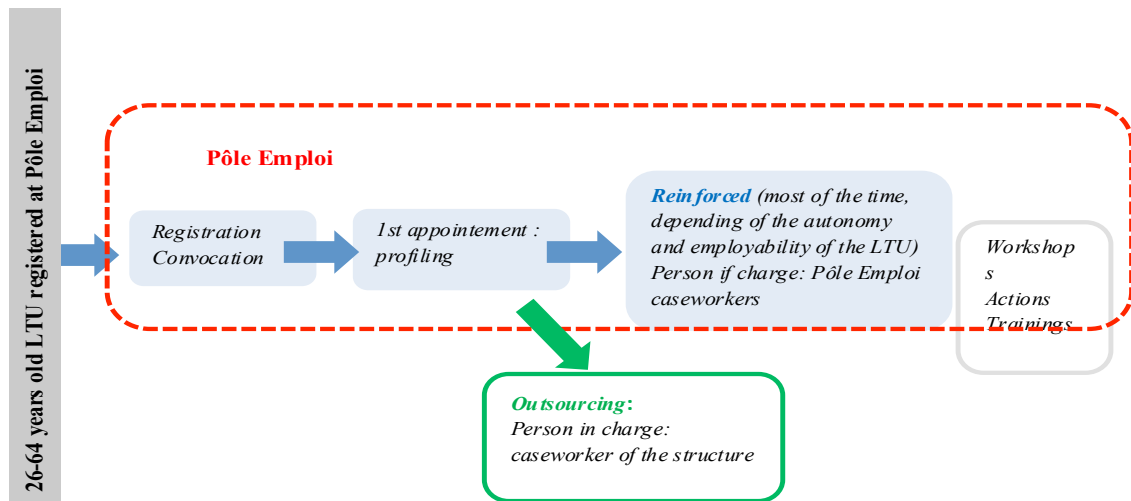 26-64 years old LTU registered at Pôle Emploi
Pôle Emploi
Registration
Convocation
1st appointement :
profiling
Reinforced (most of the time,
depending of the autonomy
and employability of the LTU)
Person if charge: Pôle Emploi
caseworkers
Workshop
s
Actions
Trainings
Outsourcing:
Person in charge:
caseworker of the structure